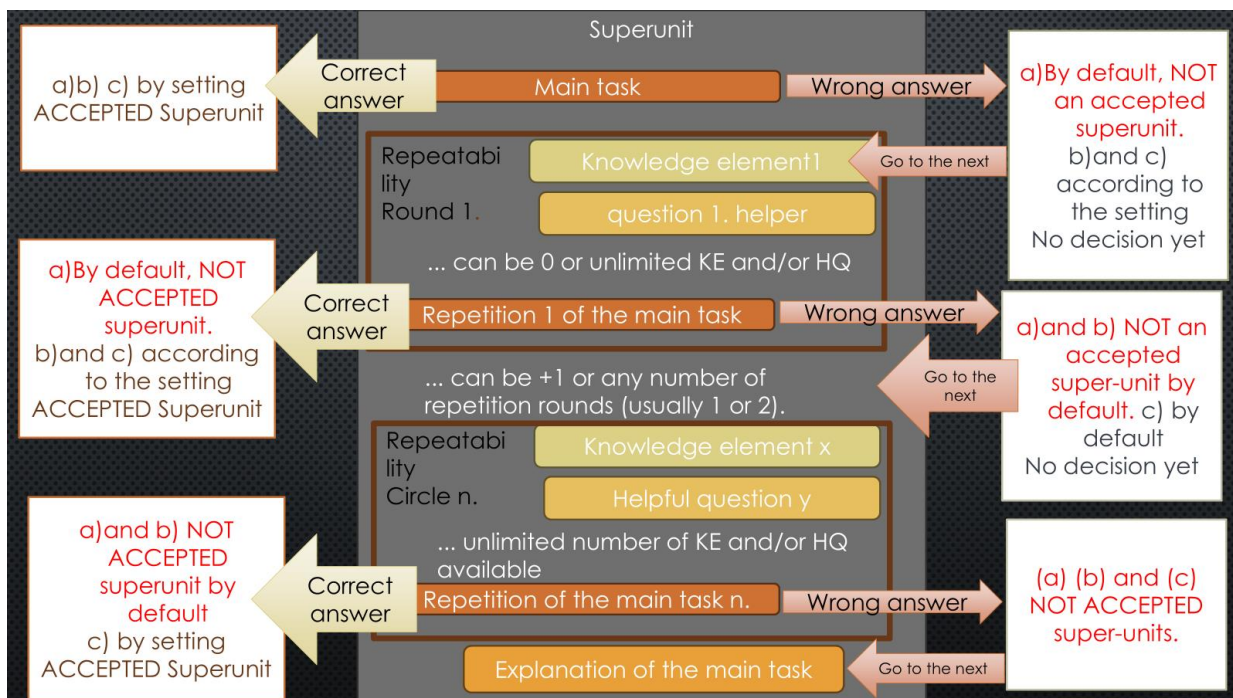 Superunit
a)b) c) by setting
ACCEPTED Superunit
Correct
answer
Main task
Wrong answer
a)By default, NOT
an accepted
superunit.
b)and c)
according to
the setting
No decision yet
Repeatabi
lity
Round 1.
Knowledge element1
Go to the next
question 1. helper
... can be 0 or unlimited KE and/or HQ
a)By default, NOT
ACCEPTED
superunit.
b)and c) according
to the setting
ACCEPTED Superunit
Correct
answer
Repetition 1 of the main task
Wrong answer
a)and b) NOT an
accepted
super-unit by
default. c) by
default
No decision yet
... can be +1 or any number of
repetition rounds (usually 1 or 2).
Go to the
next
Repeatabi
lity
Circle n.
Knowledge element x
Helpful question y
... unlimited number of KE and/or HQ
available
a)and b) NOT
ACCEPTED
superunit by
default
c) by setting
ACCEPTED Superunit
Correct
answer
Repetition of the main task n.
Wrong answer
(a) (b) and (c)
NOT ACCEPTED
super-units.
Explanation of the main task
Go to the next